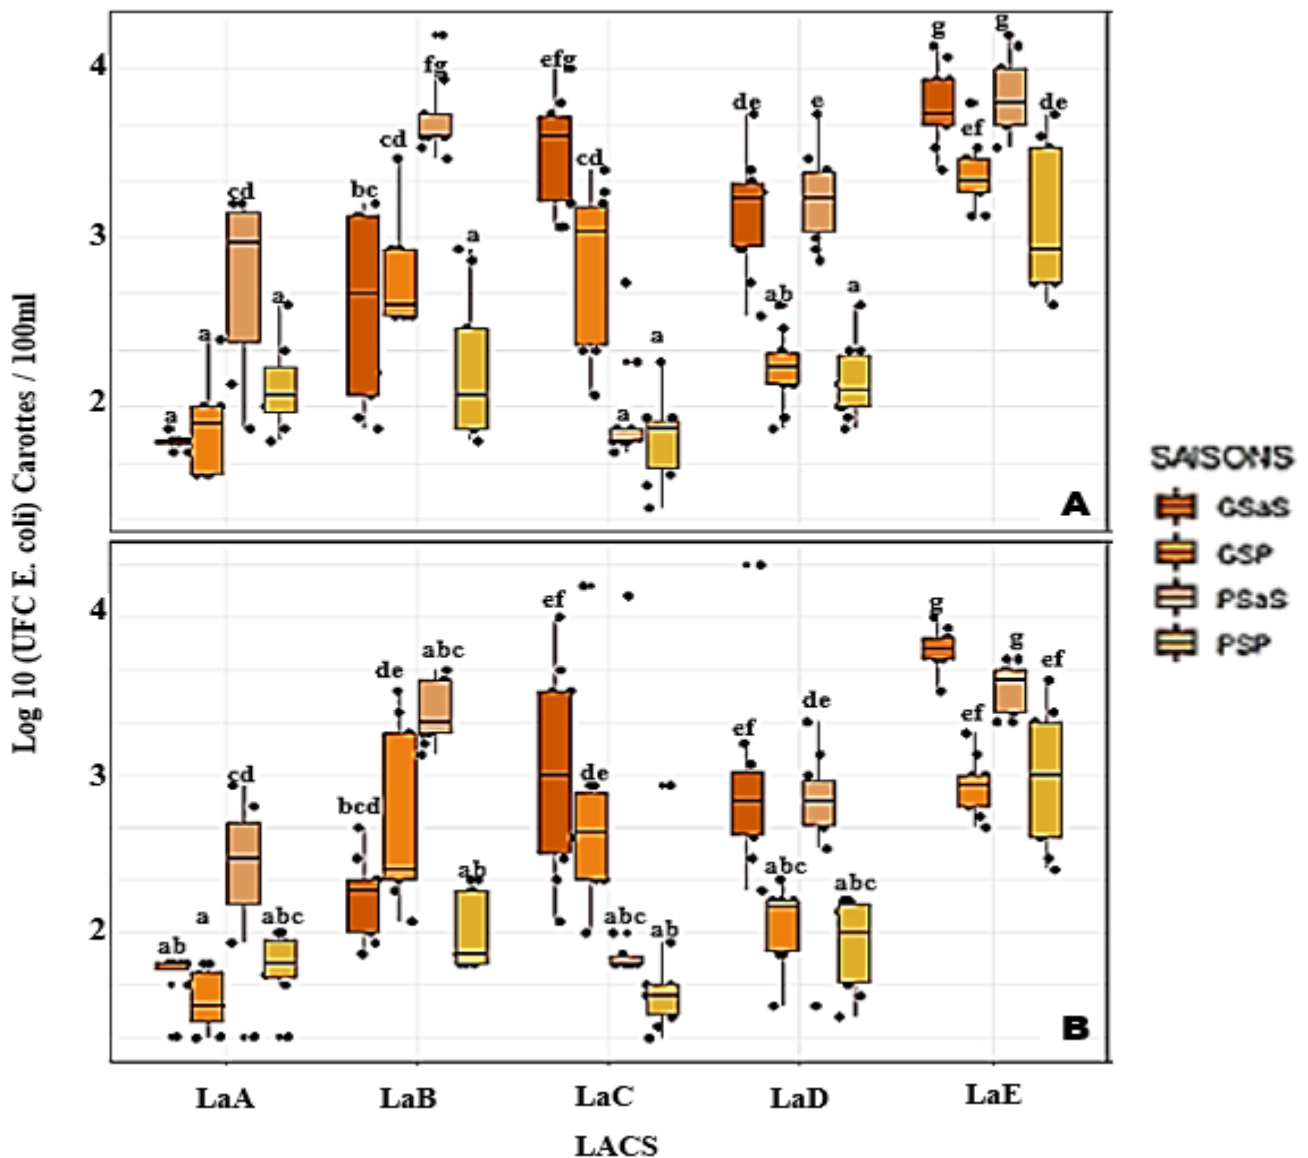 Log 10 (UFC E. coli) Carottes / 100ml
4
3
2
a
a
cd
a
bc
cd
fg
a
efg
cd
a
a
de
ab
e
a
g
ef
g
de
A
4
3
2
ab
a
cd
abc
bcd
de
abc
ab
ef
de
abc
ab
ef
abc
de
abc
g
ef
g
ef
B
LaA
LaB
LaC
LaD
LaE
LACS
SAISONS
GSaS
GSP
PSaS
PSP